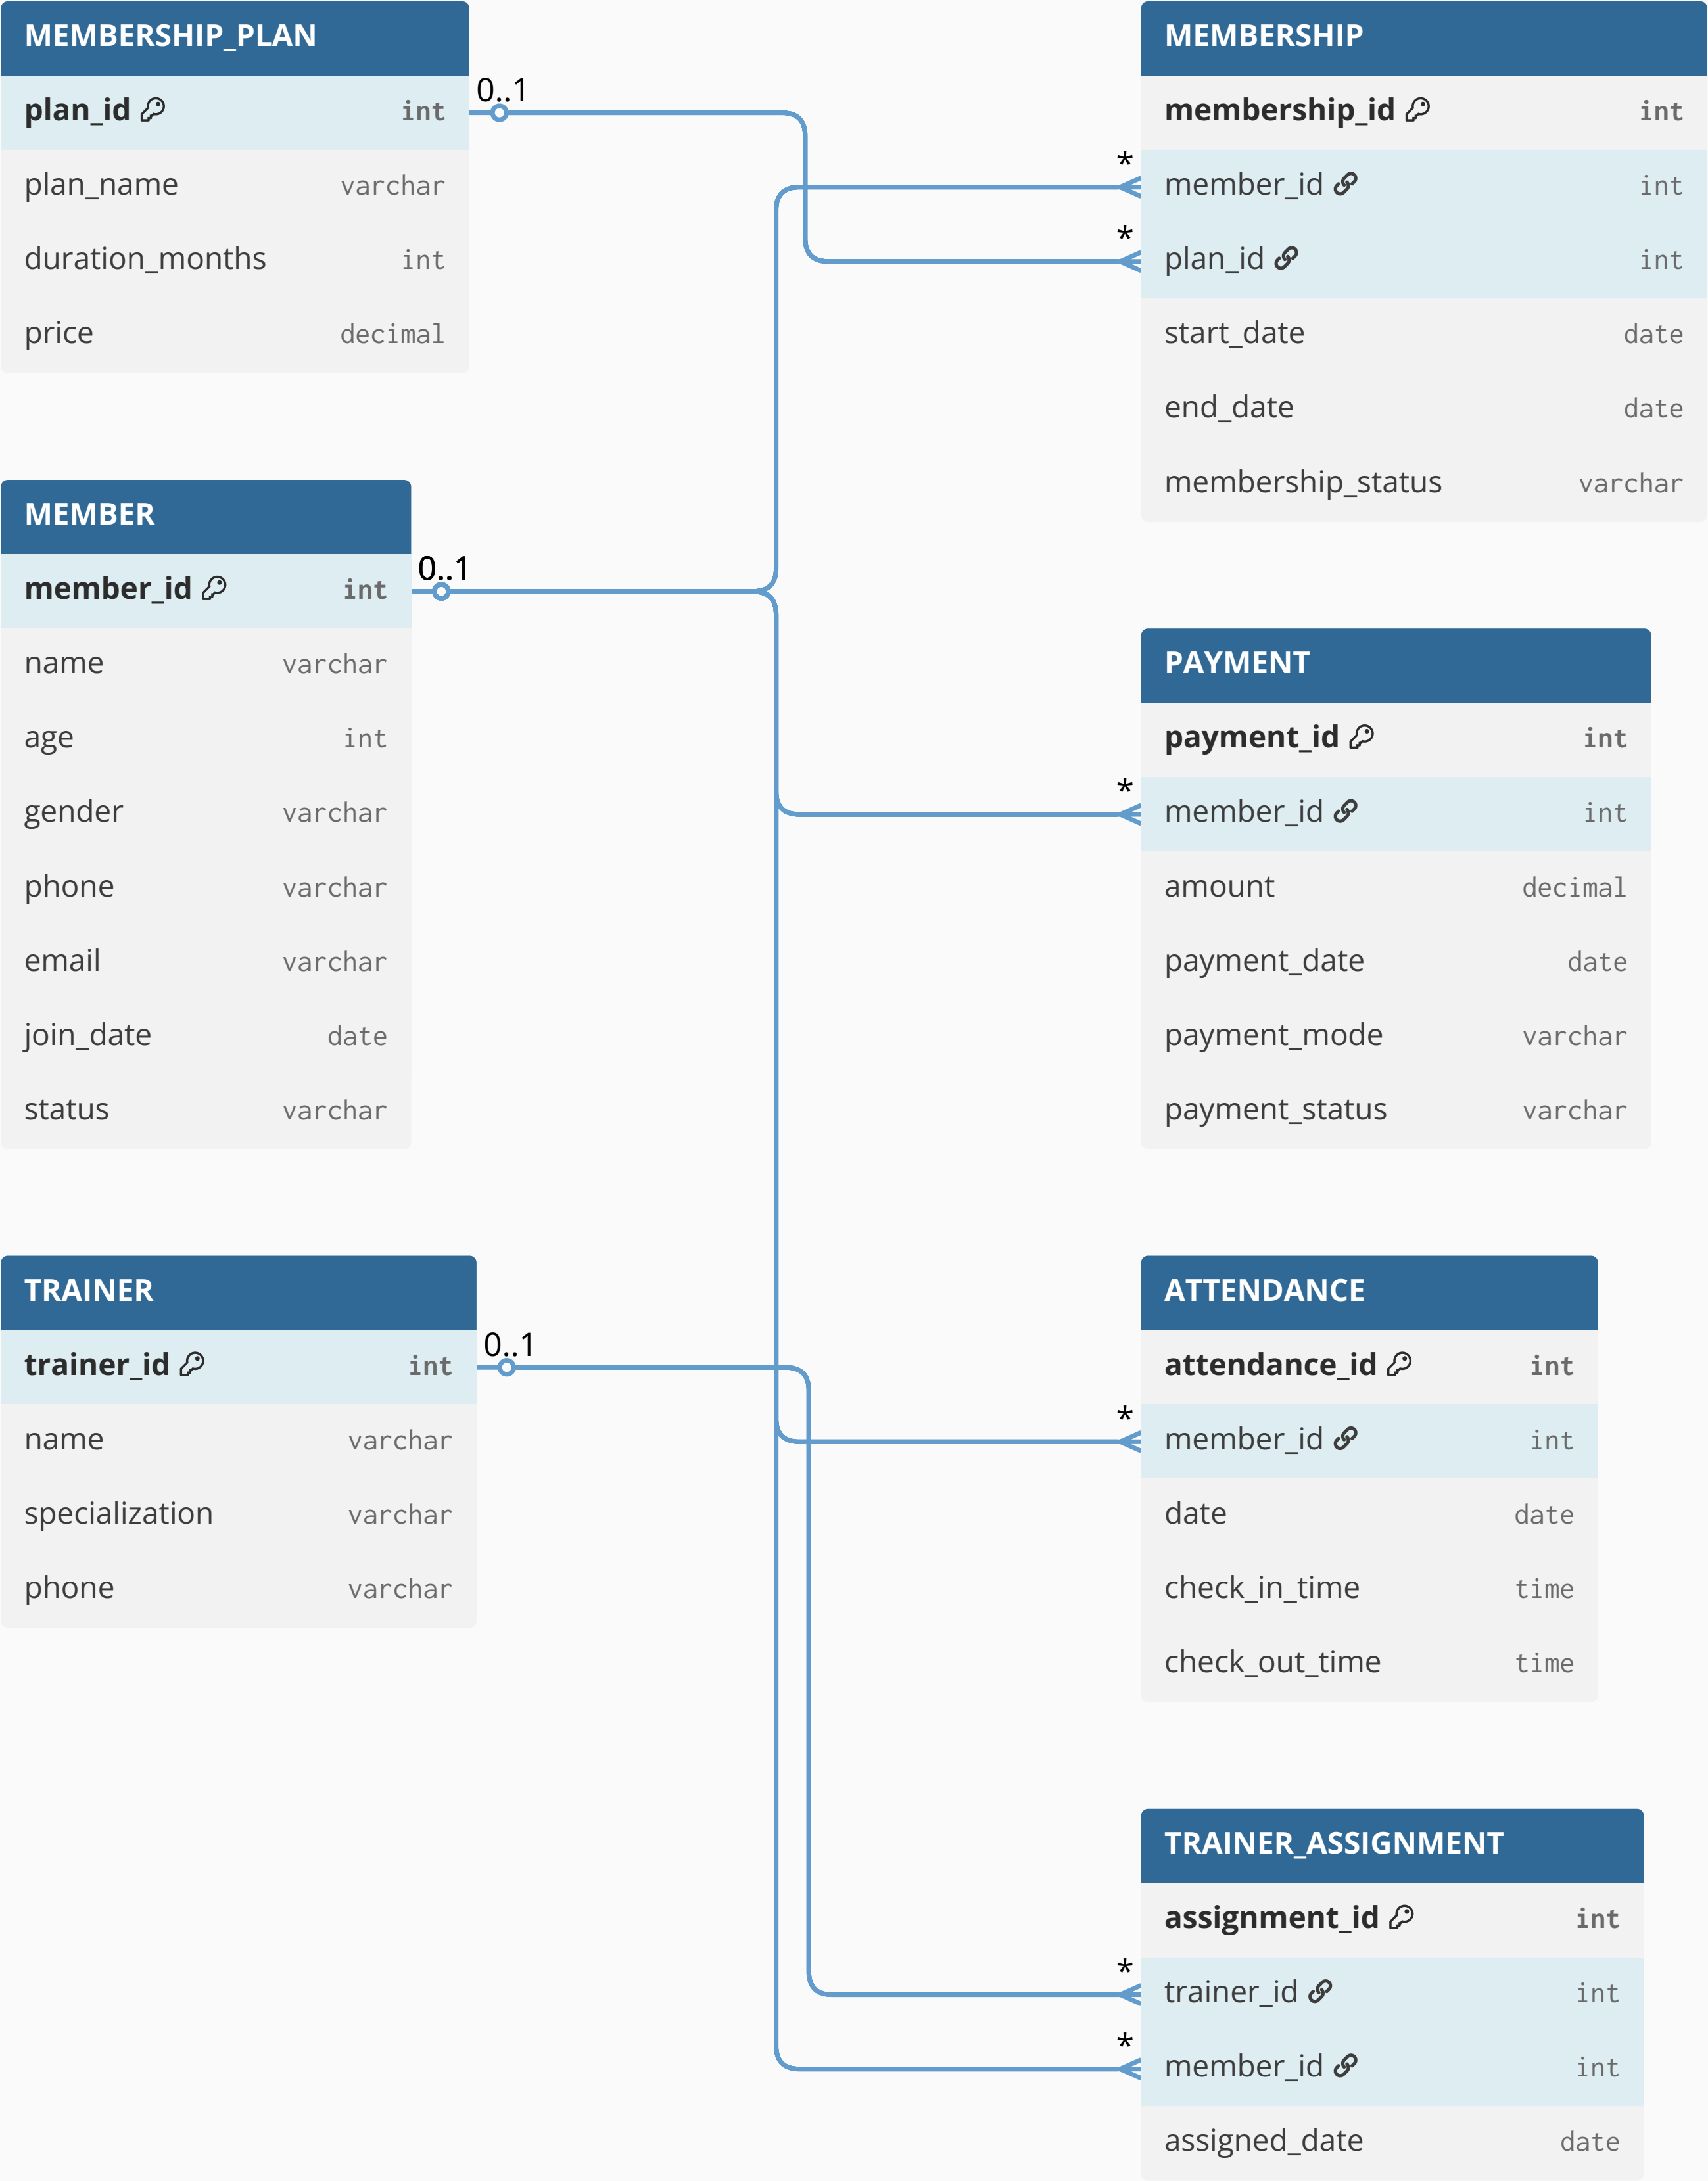 MEMBERSHIP_PLAN
plan_id int
plan_name varchar
duration_months int
price decimal
0..1
MEMBERSHIP
membership_id int
*
member_id int
*
plan_id int
start_date date
end_date date
membership_status varchar
MEMBER
member_id int
name varchar
age int
gender varchar
phone varchar
email varchar
join_date date
status varchar
0..1
PAYMENT
payment_id int
*
member_id int
amount decimal
payment_date date
payment_mode varchar
payment_status varchar
TRAINER
trainer_id int
name varchar
specialization varchar
phone varchar
0..1
ATTENDANCE
attendance_id int
*
member_id int
date date
check_in_time time
check_out_time time
TRAINER_ASSIGNMENT
assignment_id int
*
trainer_id int
*
member_id int
assigned_date date